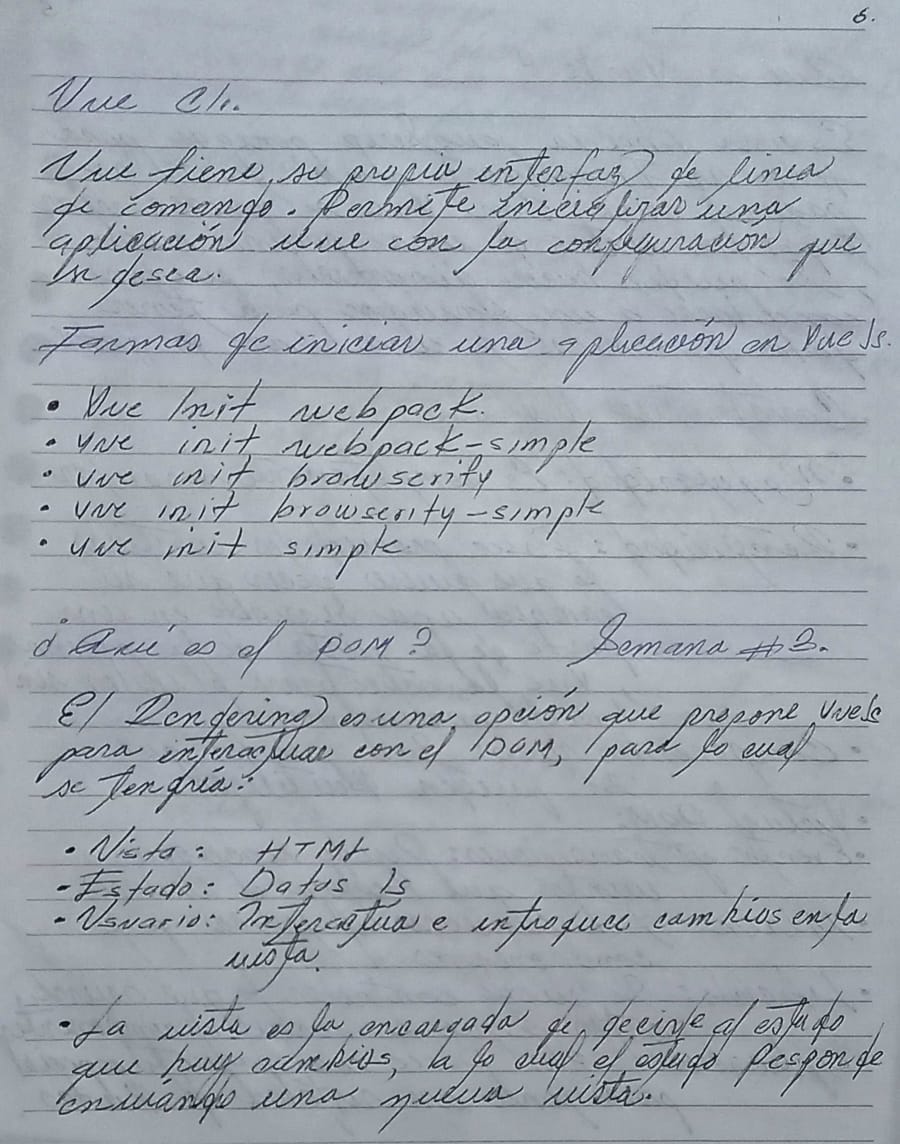 6.
Vue Cli.
Vue tiene su propia interfaz de linea
de comando. Permite inicializar una
aplicación vue con la configuración que
se desea.
Formas de iniciar una aplicación en Vue Js.
• Vue Init webpack.
• vue init webpack-simple
• vue init browserify
• vue init browserify-simple
• vue init simple.
¿Qué es el DOM? Semana #3.
El Rendering es una opción que propone VueJs
para interactuar con el DOM, para lo cual
se tendría:
• Vista: HTML
• Estado: Datos Js
• Usuario: Interactua e introduce cambios en la
vista.
• La vista es la encargada de decirle al estado
que hay cambios, a lo cual el estado Responde
enviándo una nueva vista.